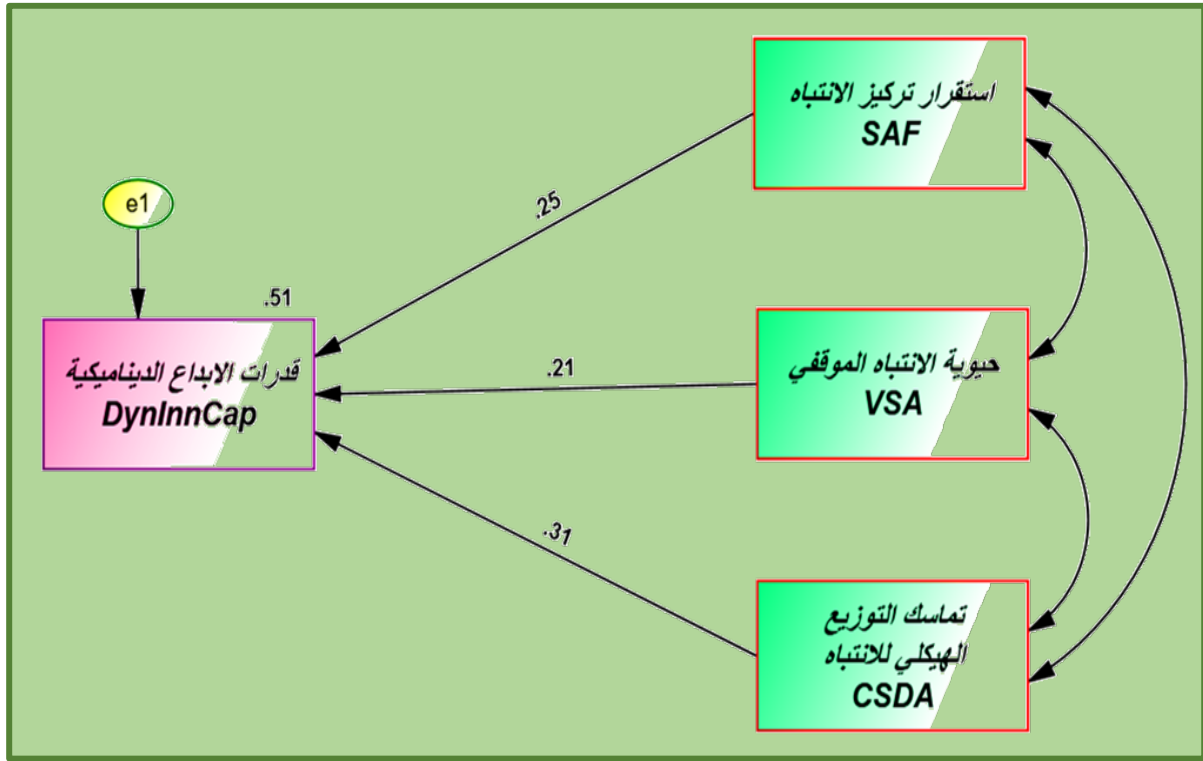 استقرار تركيز الانتباه
SAF
.25
e1
.51
قدرات الابداع الديناميكية
DynInnCap
.21
حيوية الانتباه الموقفي
VSA
.31
تماسك التوزيع
الهيكلي للانتباه
CSDA